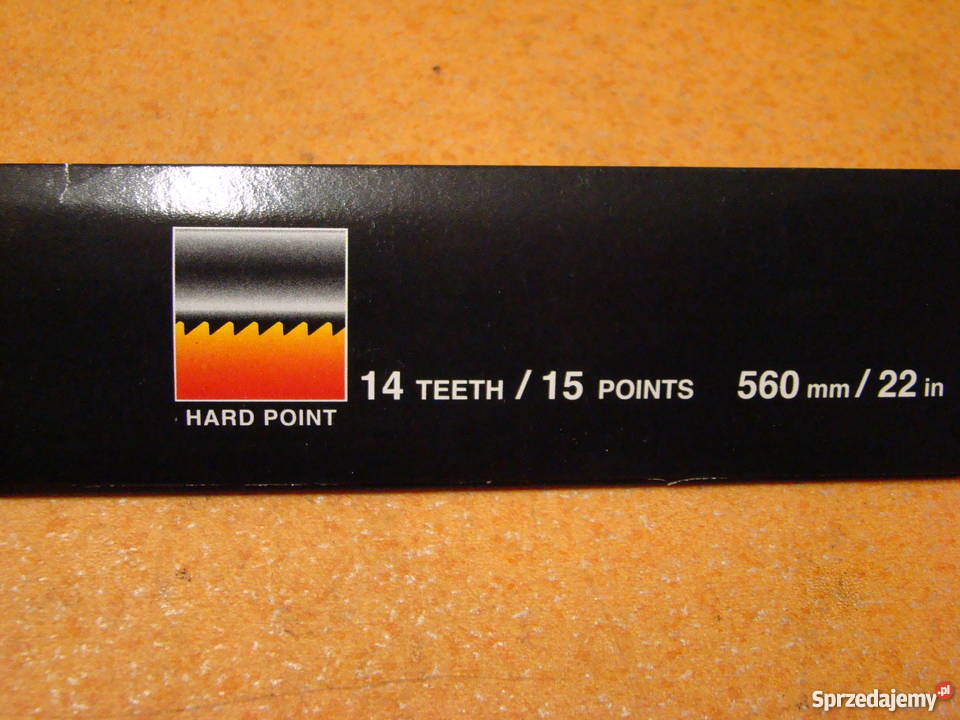 14 TEETH / 15 POINTS 560 mm / 22 in
HARD POINT
Sprzedajemy.pl